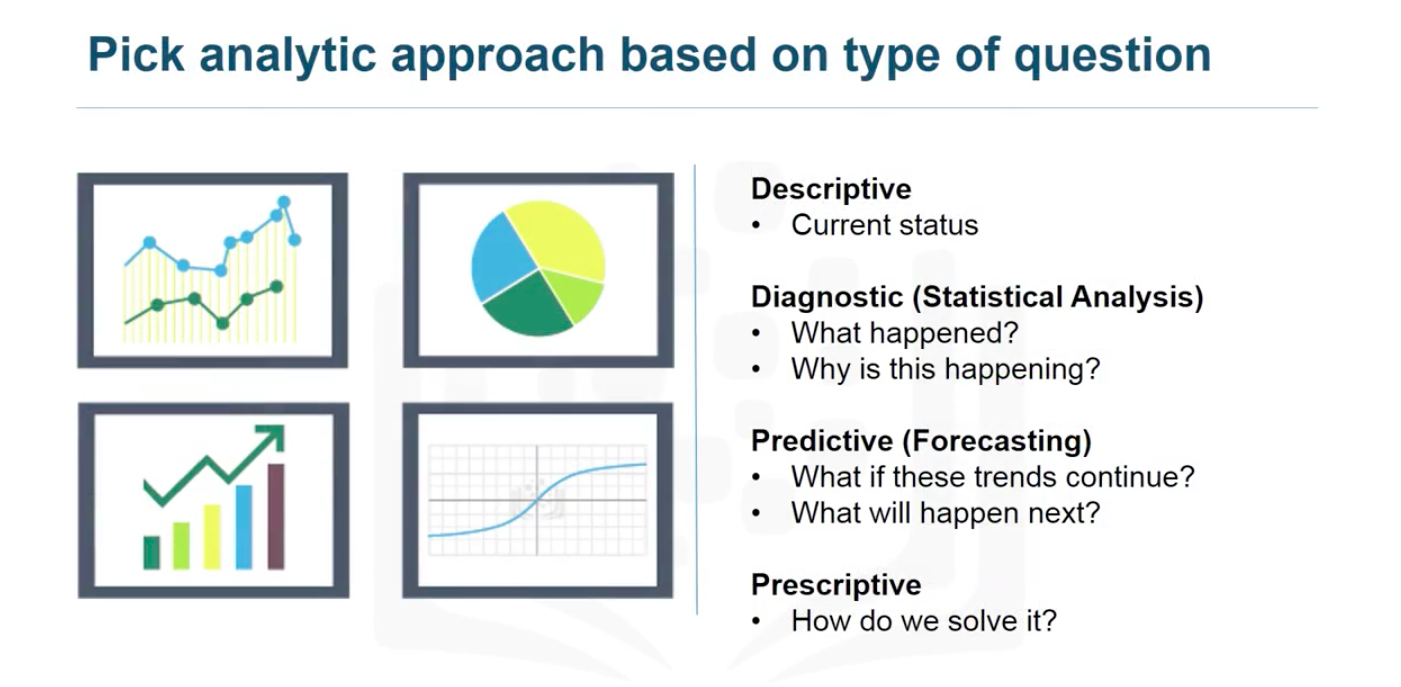 Pick analytic approach based on type of question
Descriptive
• Current status
Diagnostic (Statistical Analysis)
• What happened?
• Why is this happening?
Predictive (Forecasting)
• What if these trends continue?
• What will happen next?
Prescriptive
• How do we solve it?